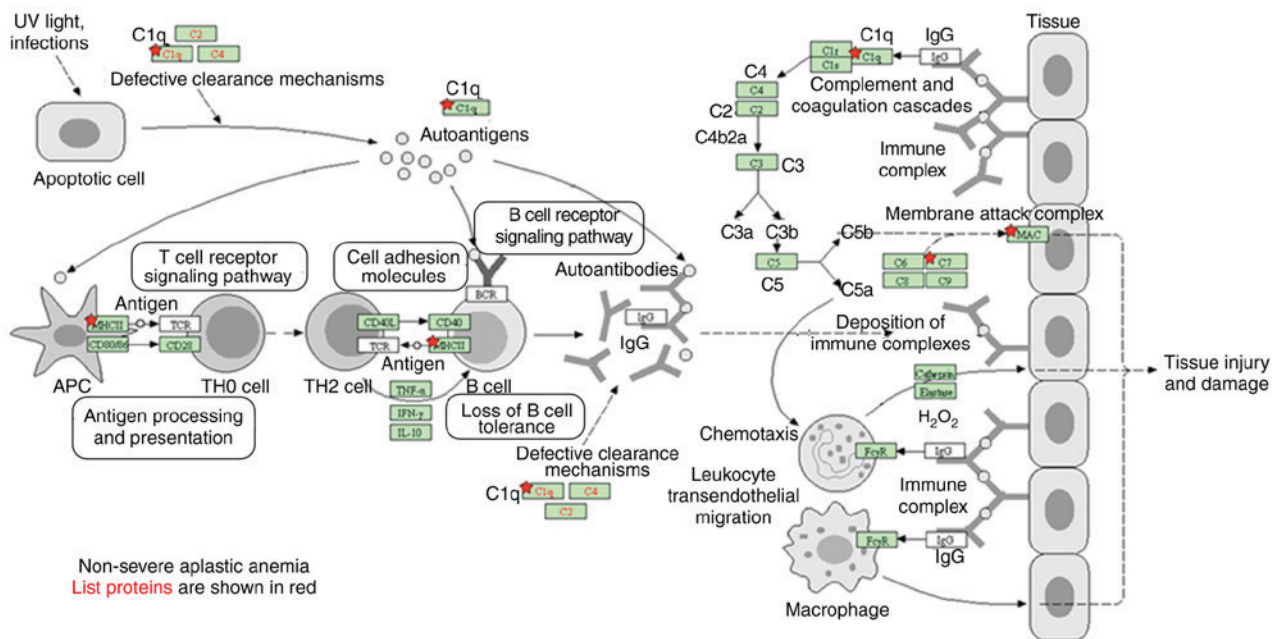 UV light,
infections
C1q
C2
C1q
C4
Defective clearance mechanisms
Apoptotic cell
C1q
C1q
Autoantigens
B cell receptor
signaling pathway
T cell receptor
signaling pathway
Cell adhesion
molecules
Antigen
MHCII
TCR
CD80/86
CD28
APC
TH0 cell
Antigen processing
and presentation
CD40L
CD40
TCR
MHCII
BCR
Antigen
TH2 cell
B cell
TNF-α
IFN-γ
IL-10
Loss of B cell
tolerance
Autoantibodies
IgG
IgG
Defective clearance
mechanisms
C1q
C1q
C4
C2
Non-severe aplastic anemia
List proteins are shown in red
Tissue
C1q
IgG
C1r
C1s
C1q
IgG
Complement and
coagulation cascades
C4
C4
C2
C2
C4b2a
C3
C3
Immune
complex
C3a
C3b
C5
C5
C5b
C5a
Membrane attack complex
MAC
C6
C7
C8
C9
Deposition of
immune complexes
Elastase
H2O2
Tissue injury
and damage
Chemotaxis
FcγR
IgG
Leukocyte
transendothelial
migration
Immune
complex
FcγR
IgG
IgG
Macrophage